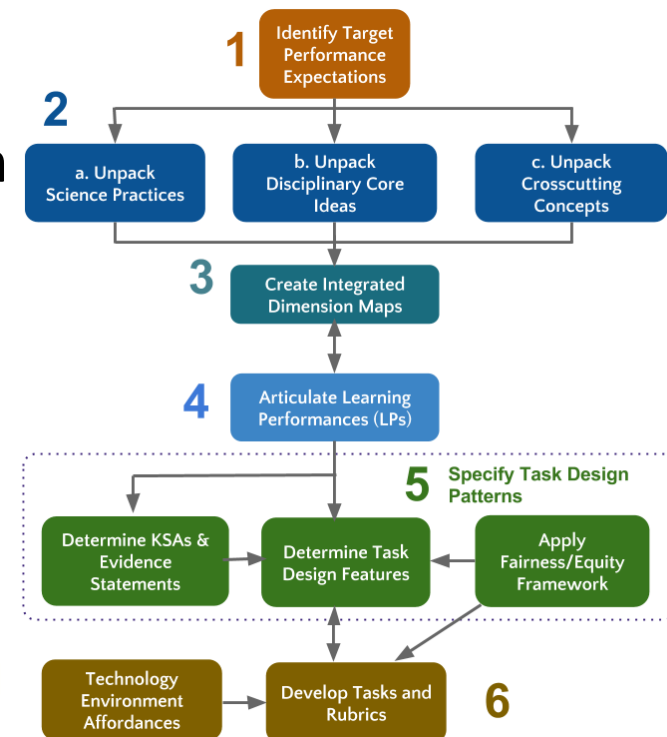 1
Identify Target
Performance
Expectations
2
a. Unpack
Science Practices
b. Unpack
Disciplinary Core
Ideas
c. Unpack
Crosscutting
Concepts
3
Create Integrated
Dimension Maps
4
Articulate Learning
Performances (LPs)
5
Specify Task Design
Patterns
Determine KSAs &
Evidence
Statements
Determine Task
Design Features
Apply
Fairness/Equity
Framework
Technology
Environment
Affordances
Develop Tasks and
Rubrics
6